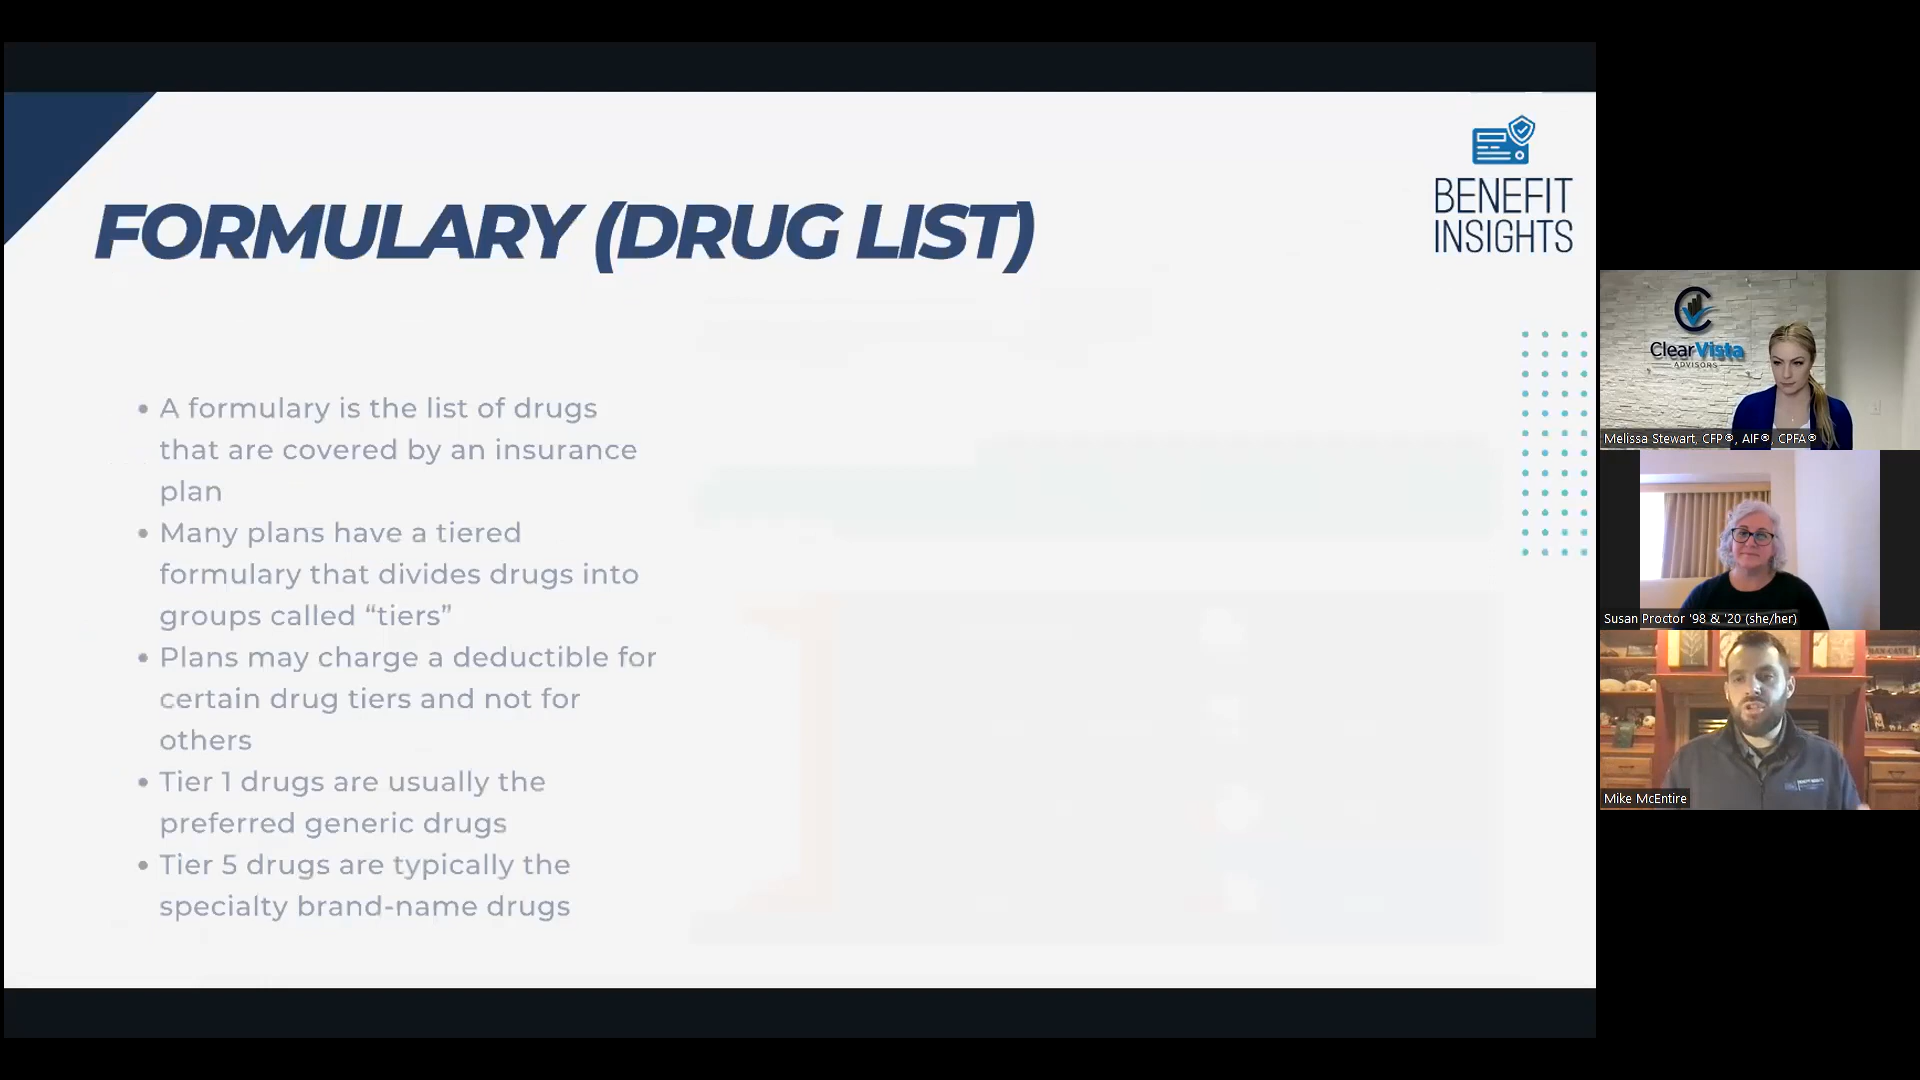 FORMULARY (DRUG LIST)
BENEFIT
INSIGHTS
• A formulary is the list of drugs
that are covered by an insurance
plan
• Many plans have a tiered
formulary that divides drugs into
groups called “tiers”
• Plans may charge a deductible for
certain drug tiers and not for
others
• Tier 1 drugs are usually the
preferred generic drugs
• Tier 5 drugs are typically the
specialty brand-name drugs
ClearVista
ADVISORS
Melissa Stewart, CFP®, AIF®, CPFA®
Susan Proctor '98 & '20 (she/her)
MAN CAVE
Mike McEntire